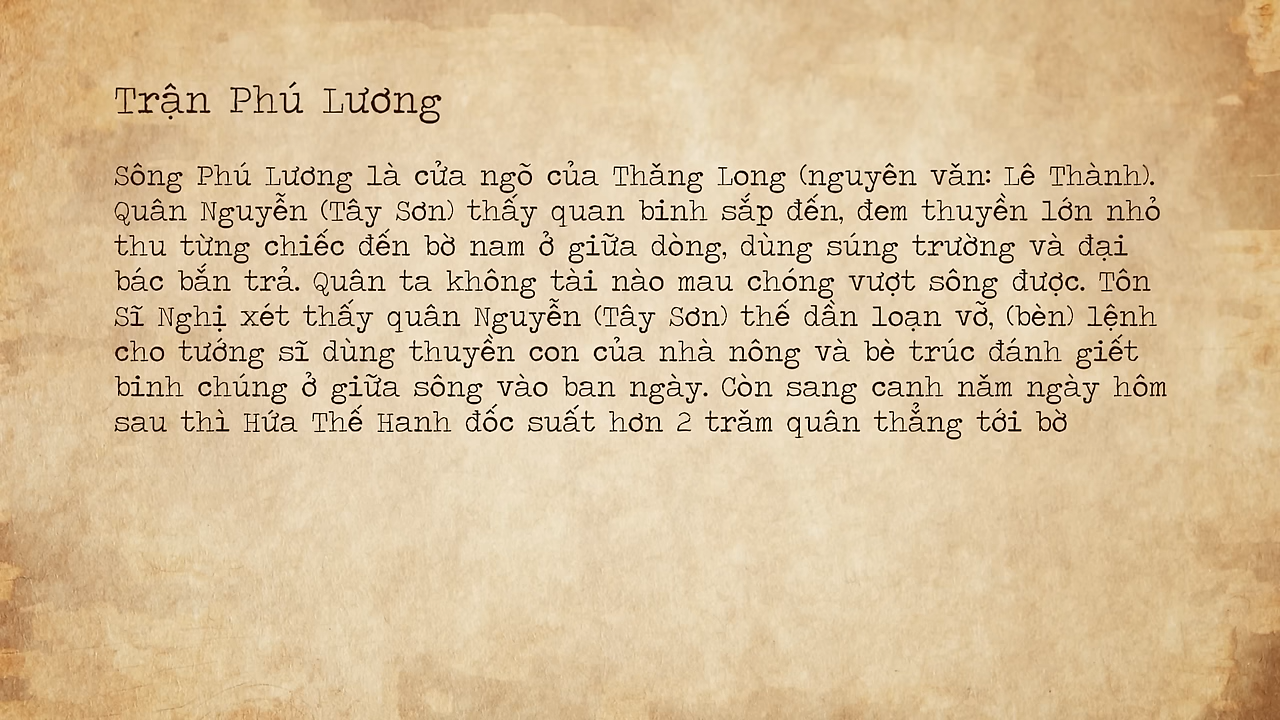 Trận Phú Lương
Sông Phú Lương là cửa ngõ của Thăng Long (nguyên văn: Lê Thành).
Quân Nguyễn (Tây Sơn) thấy quan binh sắp đến, đem thuyền lớn nhỏ
thu từng chiếc đến bờ nam ở giữa dòng, dùng súng trường và đại
bác bắn trả. Quân ta không tài nào mau chóng vượt sông được. Tôn
Sĩ Nghị xét thấy quân Nguyễn (Tây Sơn) thế dần loạn vỡ, (bèn) lệnh
cho tướng sĩ dùng thuyền con của nhà nông và bè trúc đánh giết
binh chúng ở giữa sông vào ban ngày. Còn sang canh năm ngày hôm
sau thì Hứa Thế Hanh đốc suất hơn 2 trăm quân thẳng tới bờ